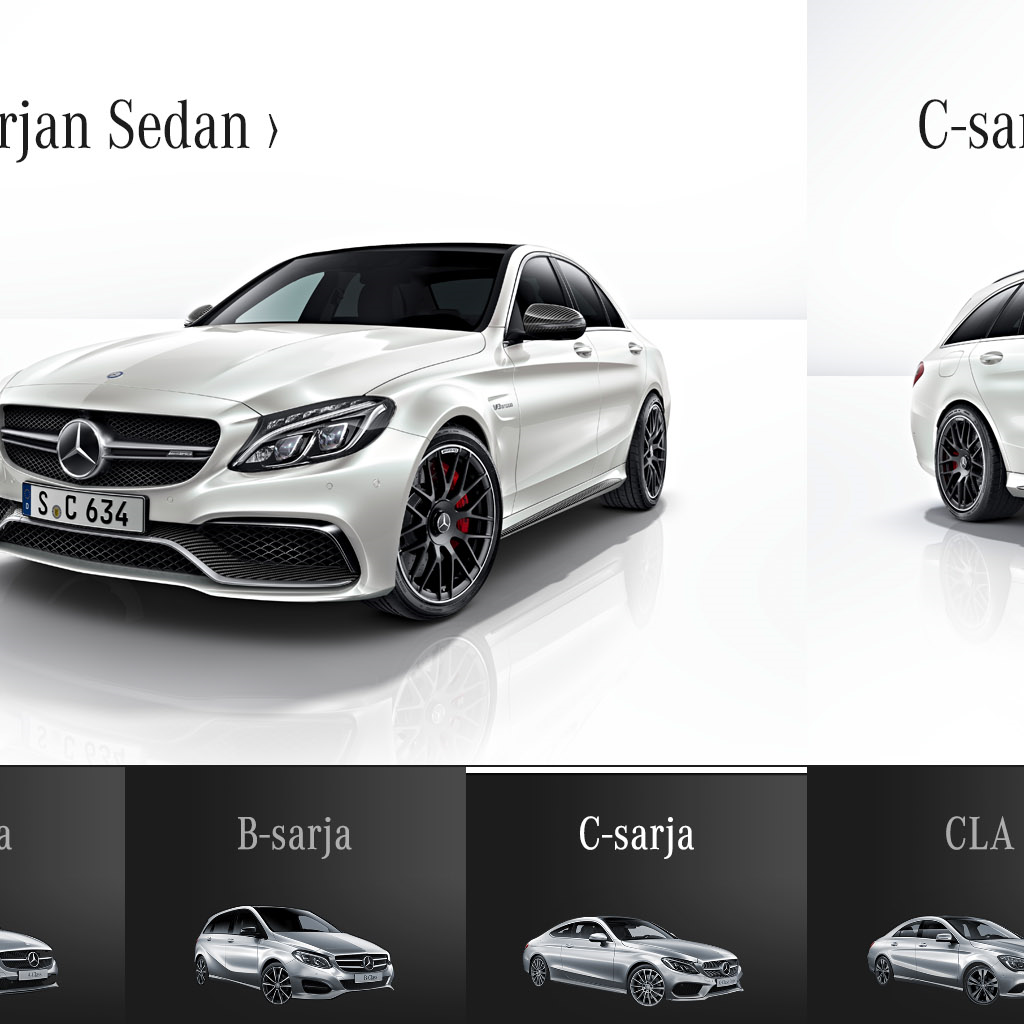 rjan Sedan ›
C-sar
S C 634
a
B-sarja
C-sarja
CLA